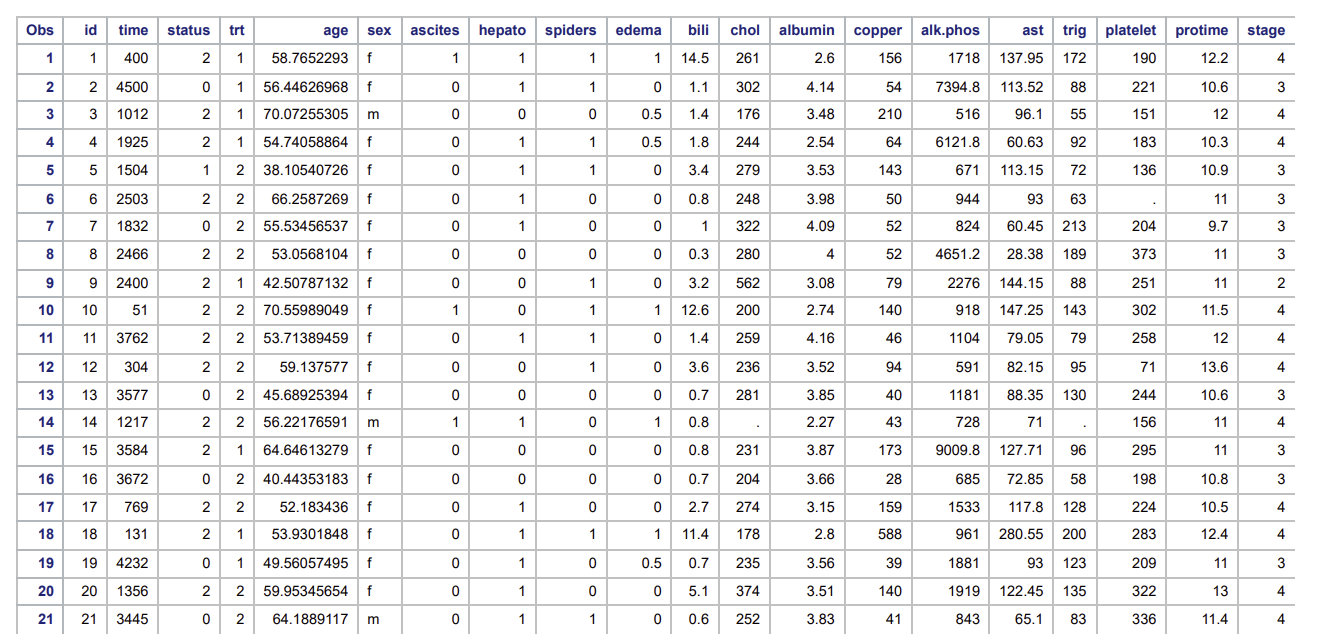 Obs id time status trt age sex ascites hepato spiders edema bili chol albumin copper alk.phos ast trig platelet protime stage
1 1 400 2 1 58.7652293 f 1 1 1 1 14.5 261 2.6 156 1718 137.95 172 190 12.2 4
2 2 4500 0 1 56.44626968 f 0 1 1 0 1.1 302 4.14 54 7394.8 113.52 88 221 10.6 3
3 3 1012 2 1 70.07255305 m 0 0 0 0.5 1.4 176 3.48 210 516 96.1 55 151 12 4
4 4 1925 2 1 54.74058864 f 0 1 1 0.5 1.8 244 2.54 64 6121.8 60.63 92 183 10.3 4
5 5 1504 1 2 38.10540726 f 0 1 1 0 3.4 279 3.53 143 671 113.15 72 136 10.9 3
6 6 2503 2 2 66.2587269 f 0 1 0 0 0.8 248 3.98 50 944 93 63 . 11 3
7 7 1832 0 2 55.53456537 f 0 1 0 0 1 322 4.09 52 824 60.45 213 204 9.7 3
8 8 2466 2 2 53.0568104 f 0 0 0 0 0.3 280 4 52 4651.2 28.38 189 373 11 3
9 9 2400 2 1 42.50787132 f 0 0 1 0 3.2 562 3.08 79 2276 144.15 88 251 11 2
10 10 51 2 2 70.55989049 f 1 0 1 1 12.6 200 2.74 140 918 147.25 143 302 11.5 4
11 11 3762 2 2 53.71389459 f 0 1 1 0 1.4 259 4.16 46 1104 79.05 79 258 12 4
12 12 304 2 2 59.137577 f 0 0 1 0 3.6 236 3.52 94 591 82.15 95 71 13.6 4
13 13 3577 0 2 45.68925394 f 0 0 0 0 0.7 281 3.85 40 1181 88.35 130 244 10.6 3
14 14 1217 2 2 56.22176591 m 1 1 0 1 0.8 . 2.27 43 728 71 . 156 11 4
15 15 3584 2 1 64.64613279 f 0 0 0 0 0.8 231 3.87 173 9009.8 127.71 96 295 11 3
16 16 3672 0 2 40.44353183 f 0 0 0 0 0.7 204 3.66 28 685 72.85 58 198 10.8 3
17 17 769 2 2 52.183436 f 0 1 0 0 2.7 274 3.15 159 1533 117.8 128 224 10.5 4
18 18 131 2 1 53.9301848 f 0 1 1 1 11.4 178 2.8 588 961 280.55 200 283 12.4 4
19 19 4232 0 1 49.56057495 f 0 1 0 0.5 0.7 235 3.56 39 1881 93 123 209 11 3
20 20 1356 2 2 59.95345654 f 0 1 0 0 5.1 374 3.51 140 1919 122.45 135 322 13 4
21 21 3445 0 2 64.1889117 m 0 1 1 0 0.6 252 3.83 41 843 65.1 83 336 11.4 4